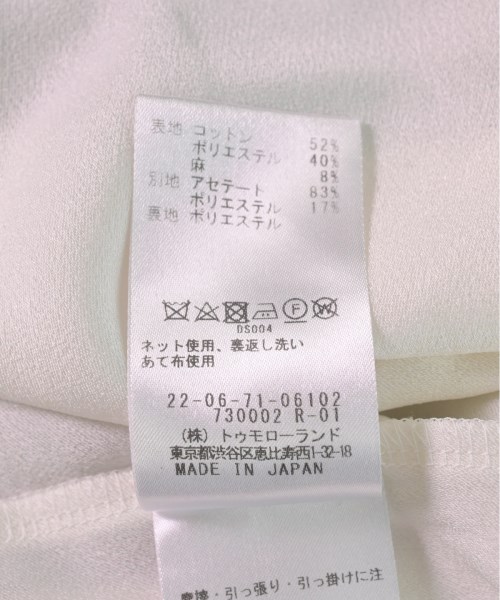 表地 コットン 52%
ポリエステル 40%
麻 8%
別地 アセテート 83%
ポリエステル 17%
裏地 ポリエステル
F W
DS004
ネット使用、裏返し洗い
あて布使用
22-06-71-06102
730002 R-01
(株) トゥモローランド
東京都渋谷区恵比寿西1-32-18
MADE IN JAPAN
摩擦・引っ張り・引っ掛けに注